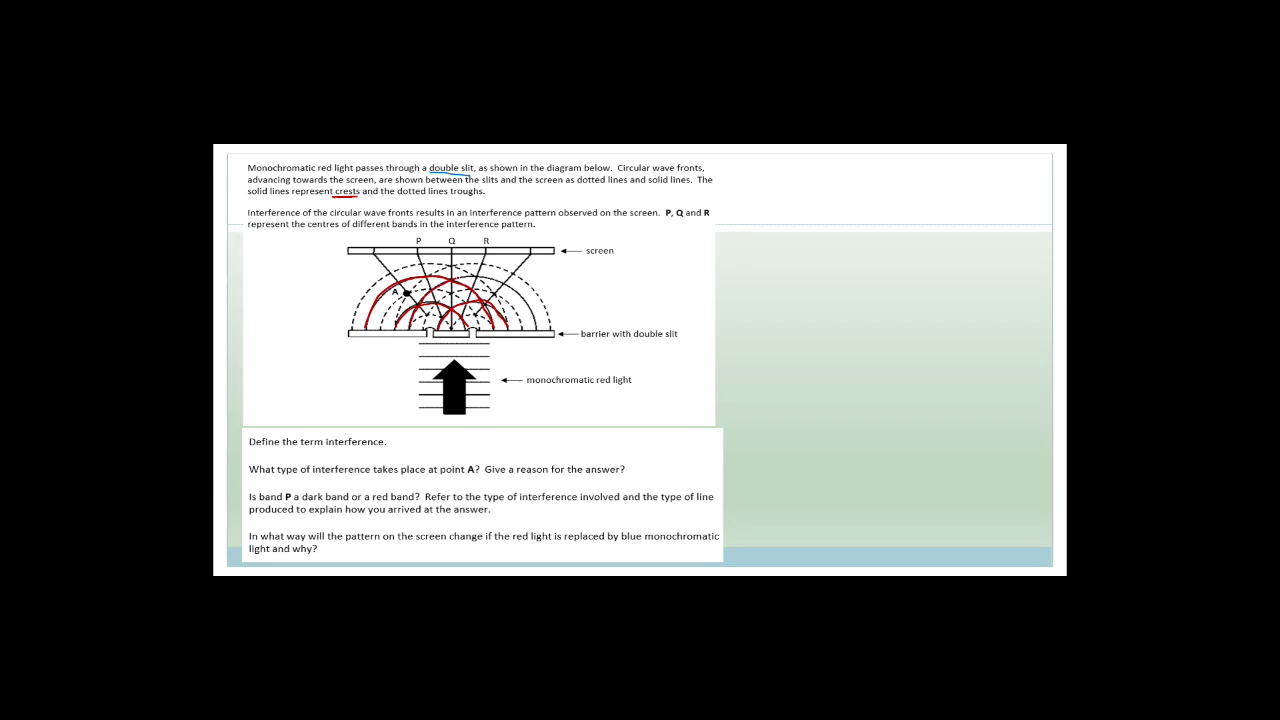 Monochromatic red light passes through a double slit, as shown in the diagram below. Circular wave fronts,
advancing towards the screen, are shown between the slits and the screen as dotted lines and solid lines. The
solid lines represent crests and the dotted lines troughs.
Interference of the circular wave fronts results in an interference pattern observed on the screen. P, Q and R
represent the centres of different bands in the interference pattern.
P Q R
screen
A
barrier with double slit
monochromatic red light
Define the term interference.
What type of interference takes place at point A? Give a reason for the answer?
Is band P a dark band or a red band? Refer to the type of interference involved and the type of line
produced to explain how you arrived at the answer.
In what way will the pattern on the screen change if the red light is replaced by blue monochromatic
light and why?